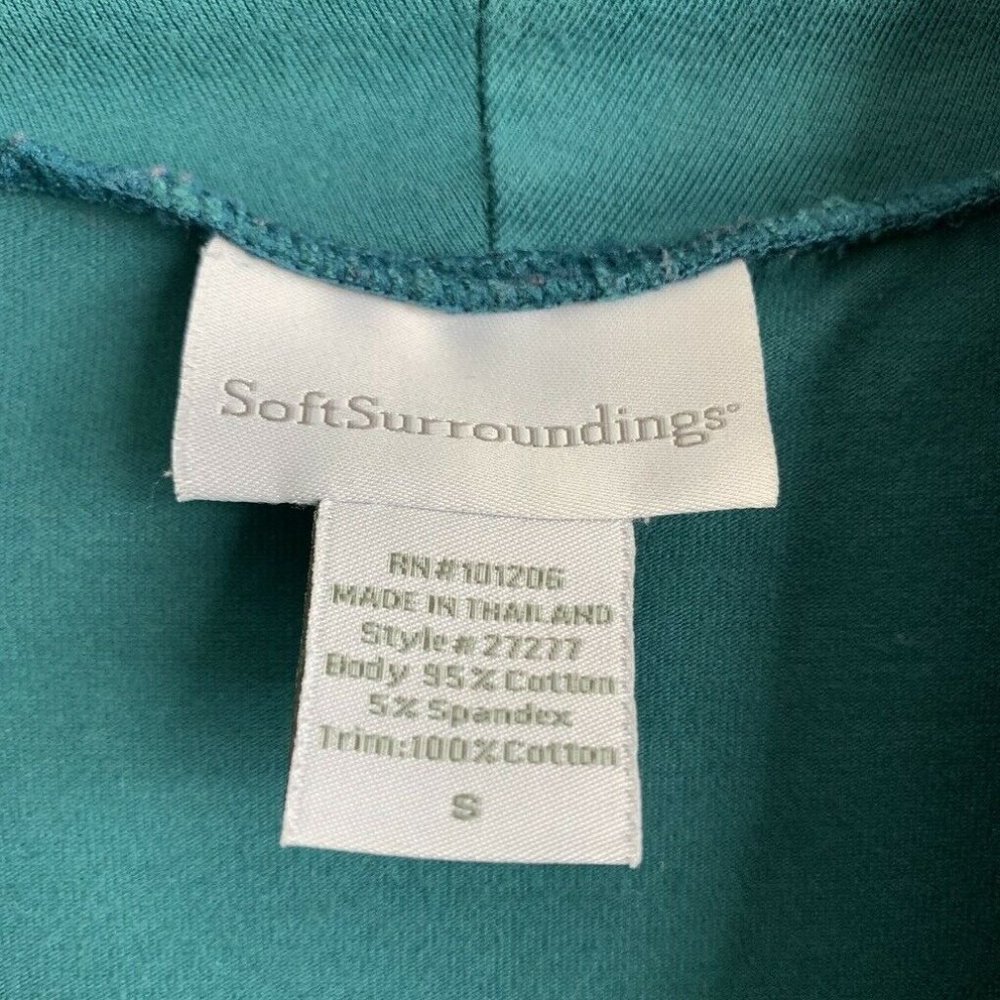 SoftSurroundings®
RN#101206
MADE IN THAILAND
Style# 27277
Body 95% Cotton
5% Spandex
Trim:100% Cotton
S